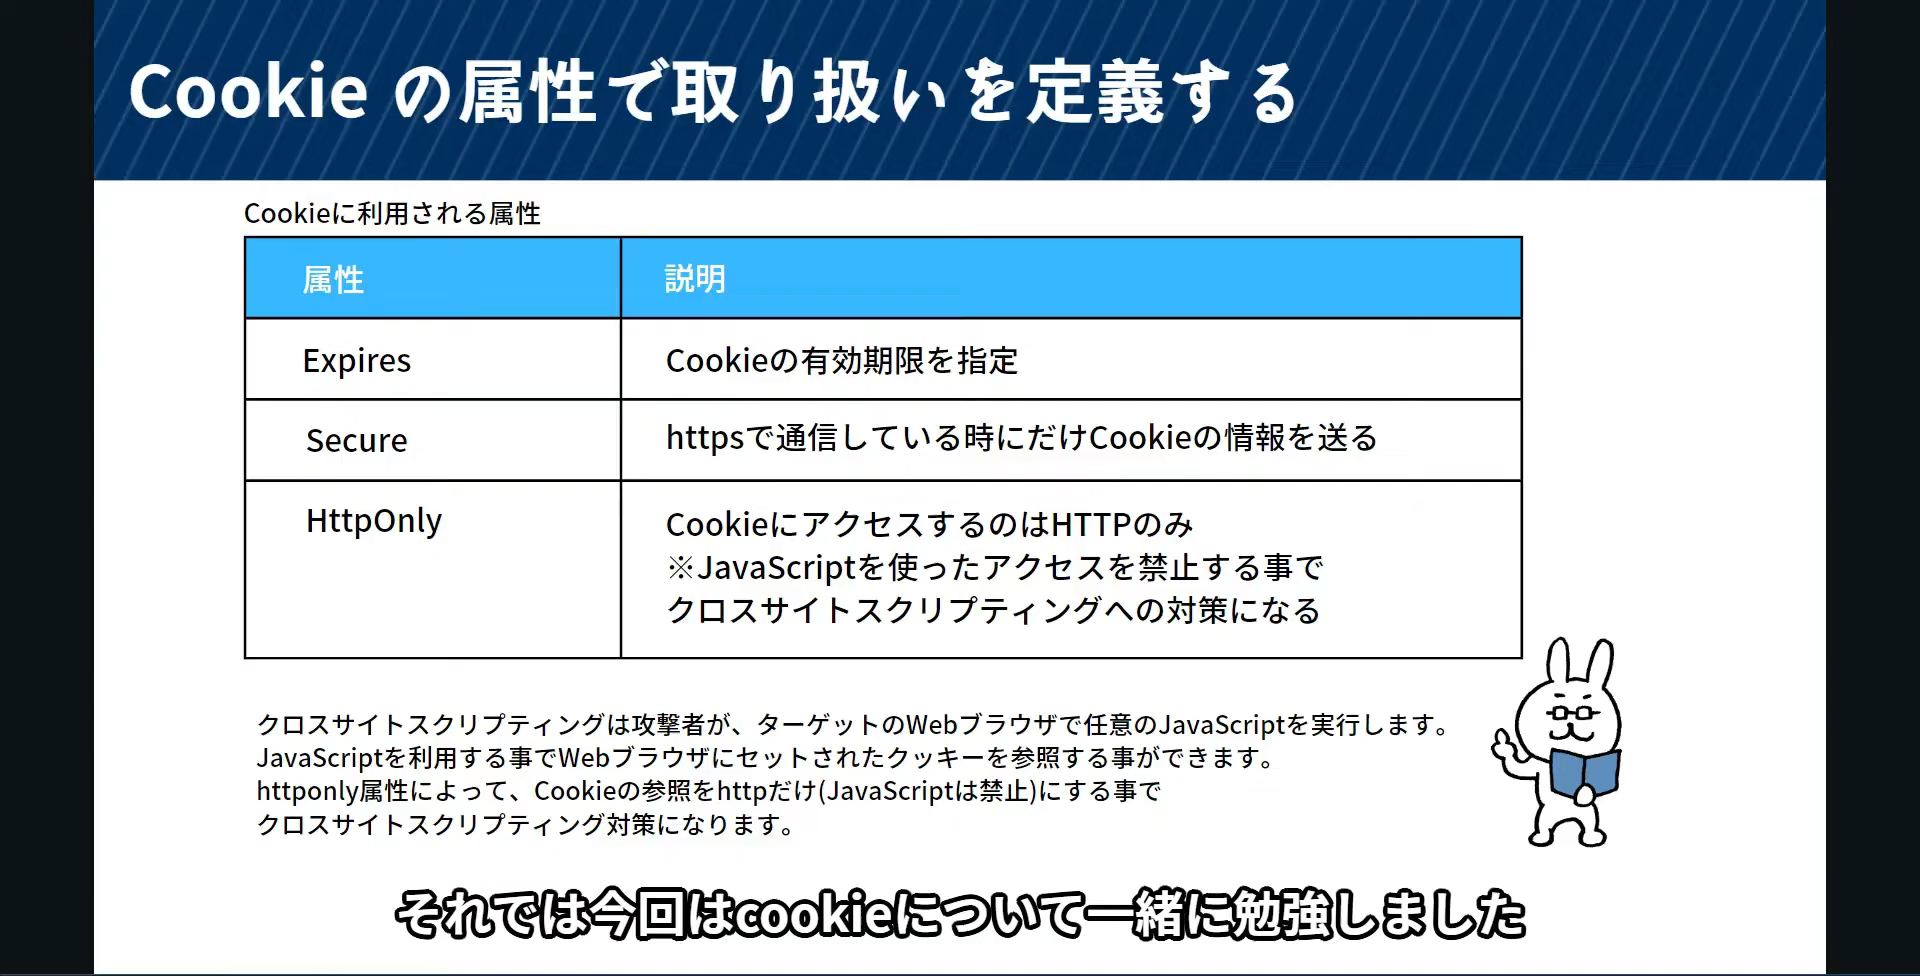 Cookie の属性で取り扱いを定義する
Cookieに利用される属性
属性 説明
Expires Cookieの有効期限を指定
Secure httpsで通信している時にだけCookieの情報を送る
HttpOnly CookieにアクセスするのはHTTPのみ
※JavaScriptを使ったアクセスを禁止する事で
クロスサイトスクリプティングへの対策になる
クロスサイトスクリプティングは攻撃者が、ターゲットのWebブラウザで任意のJavaScriptを実行します。
JavaScriptを利用する事でWebブラウザにセットされたクッキーを参照する事ができます。
httponly属性によって、Cookieの参照をhttpだけ(JavaScriptは禁止)にする事で
クロスサイトスクリプティング対策になります。
それでは今回はcookieについて一緒に勉強しました